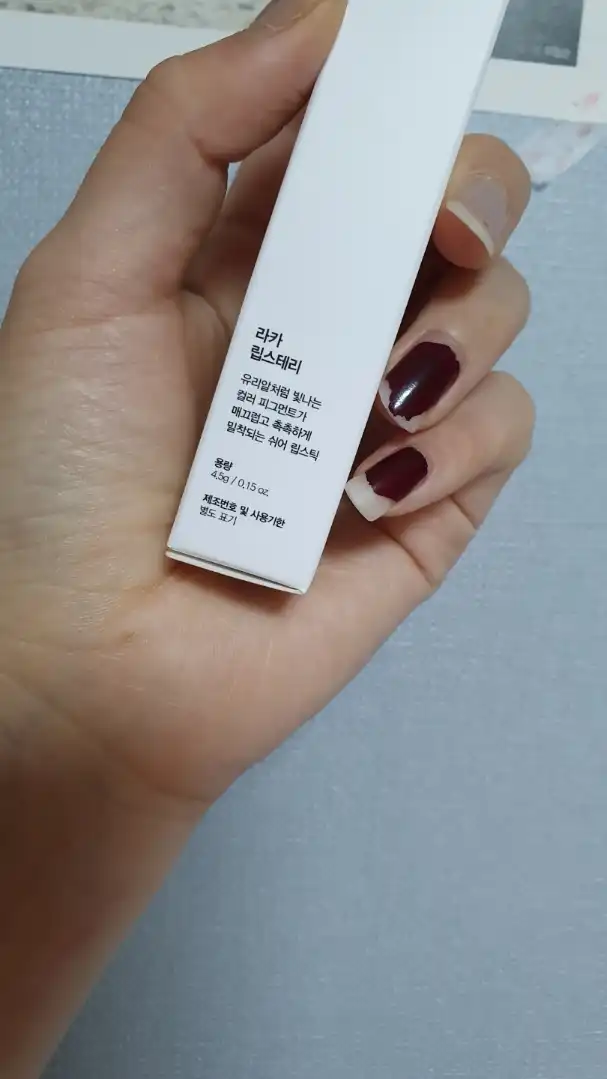 라카
립스테리
유리알처럼 빛나는
컬러 피그먼트가
매끄럽고 촉촉하게
밀착되는 쉬어 립스틱
용량
4.5g / 0.15 oz.
제조번호 및 사용기한
별도 표기